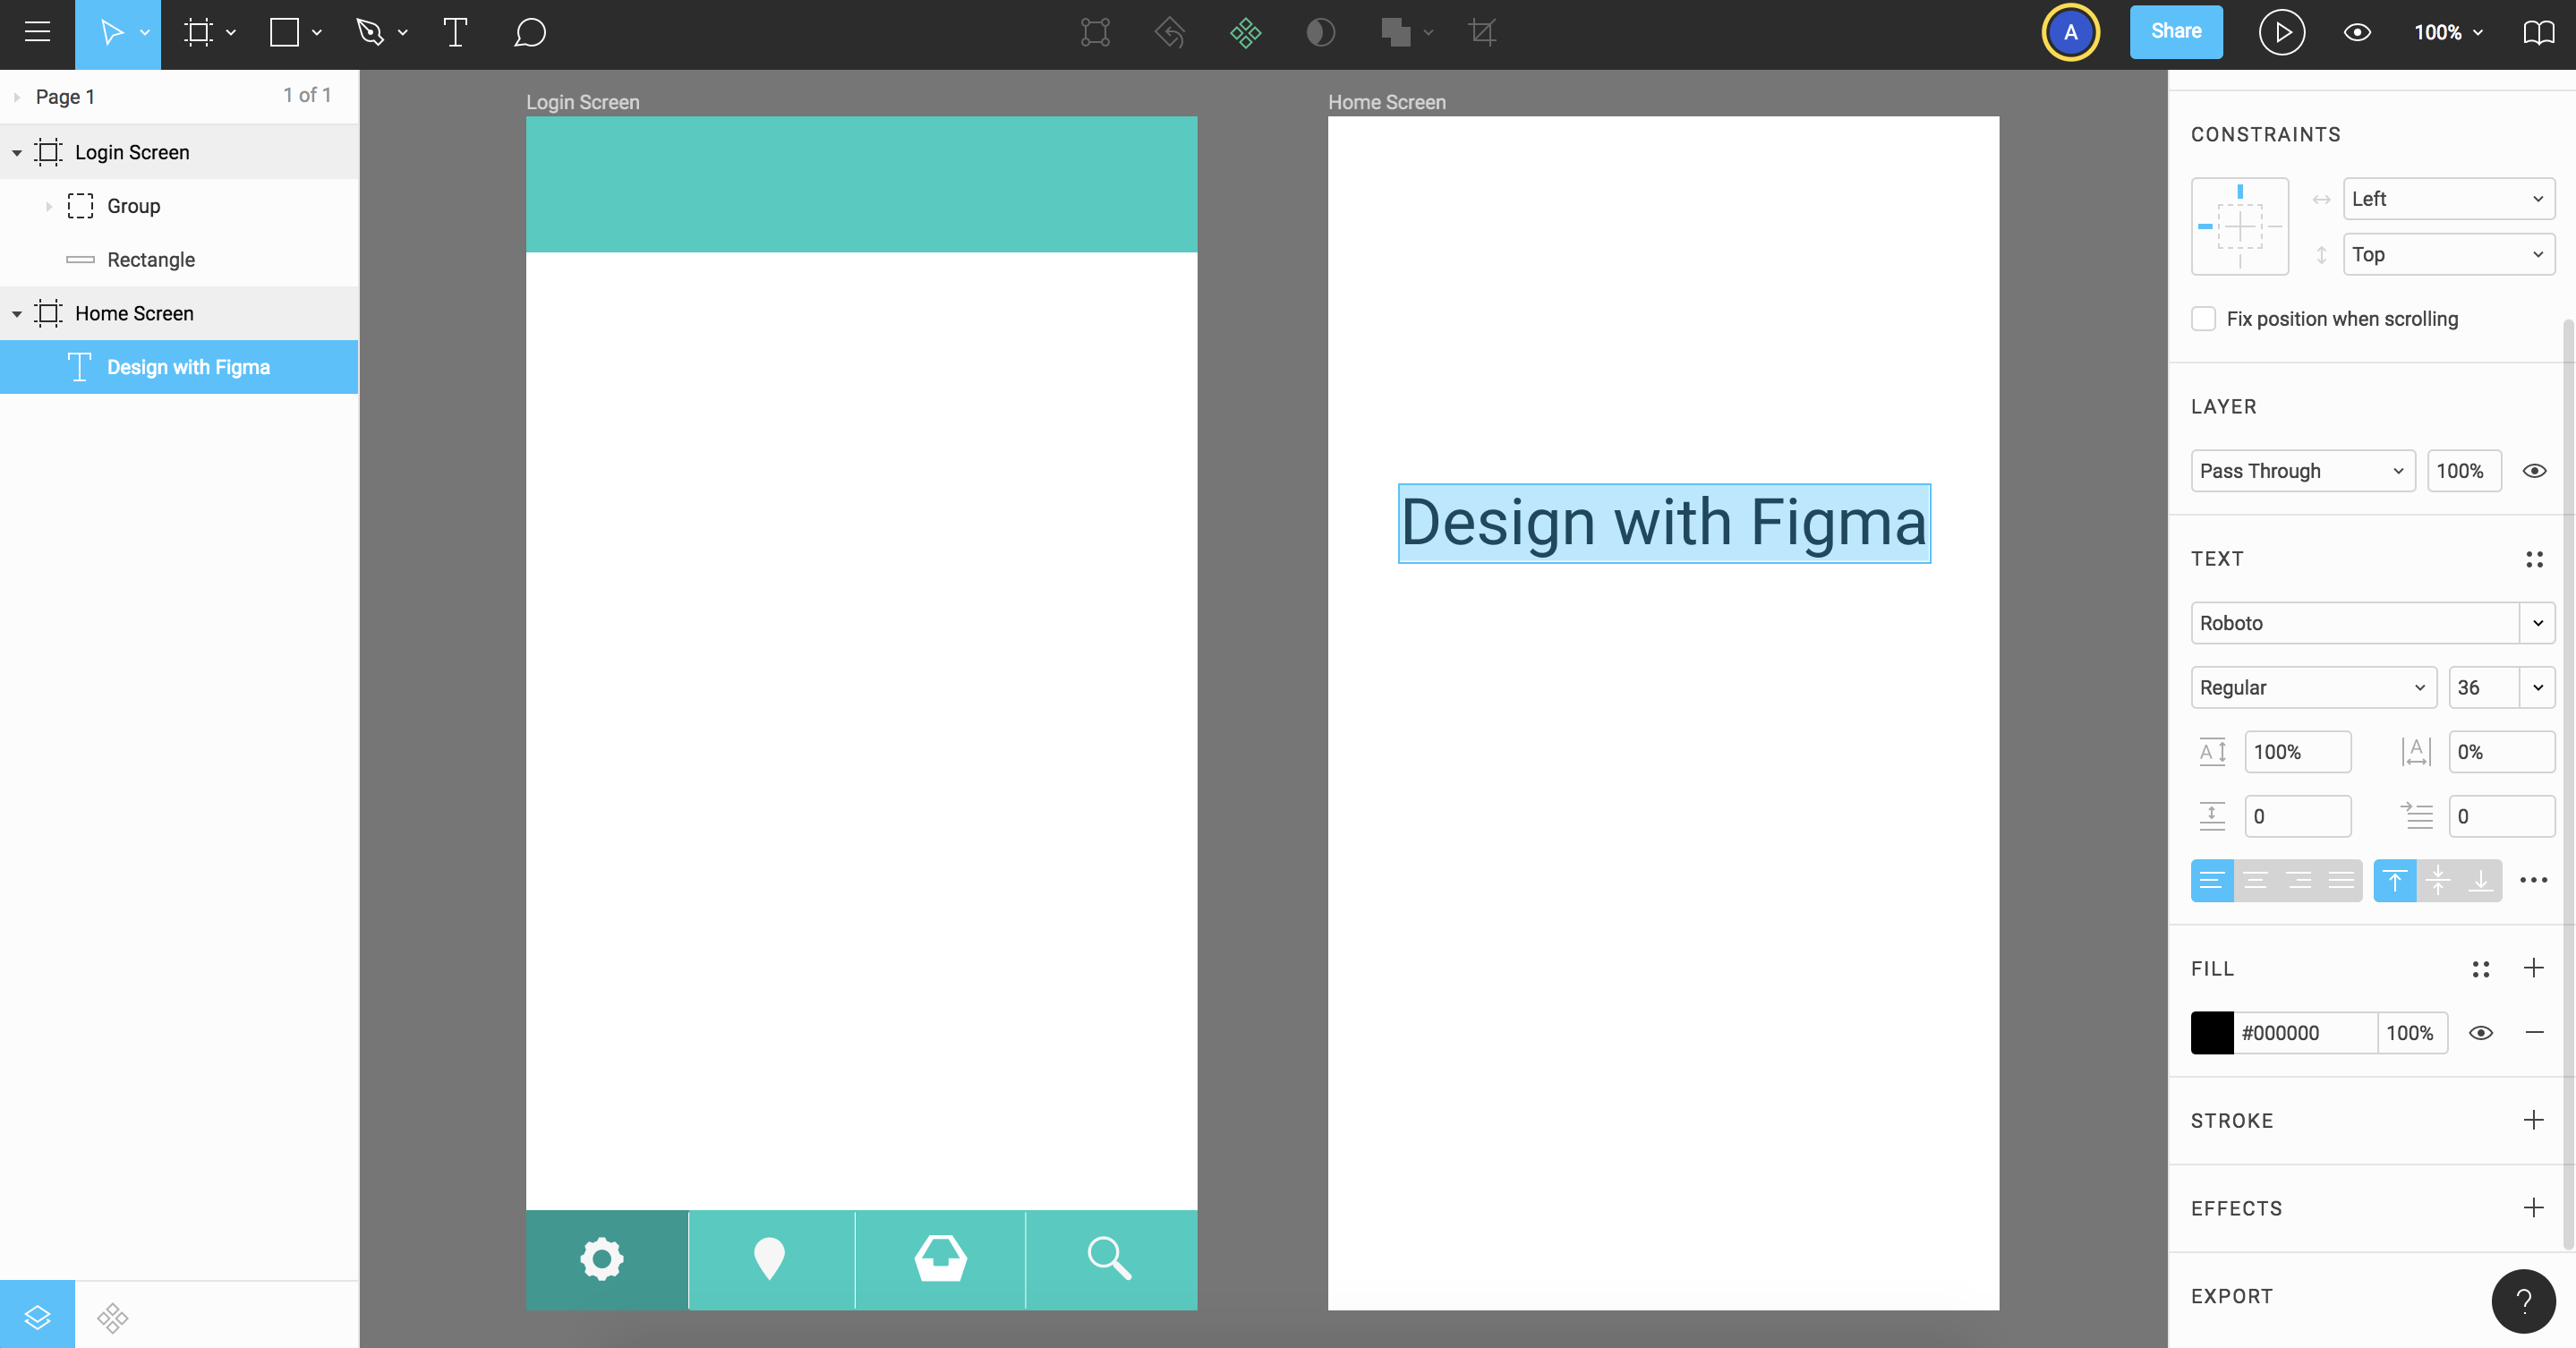 A
Share
100%
Page 1
1 of 1
Login Screen
Group
Rectangle
Home Screen
Design with Figma
Login Screen
Home Screen
Design with Figma
CONSTRAINTS
Left
Top
Fix position when scrolling
LAYER
Pass Through
100%
TEXT
Roboto
Regular
36
A
100%
A
0%
0
0
FILL
#000000
100%
STROKE
EFFECTS
EXPORT
?